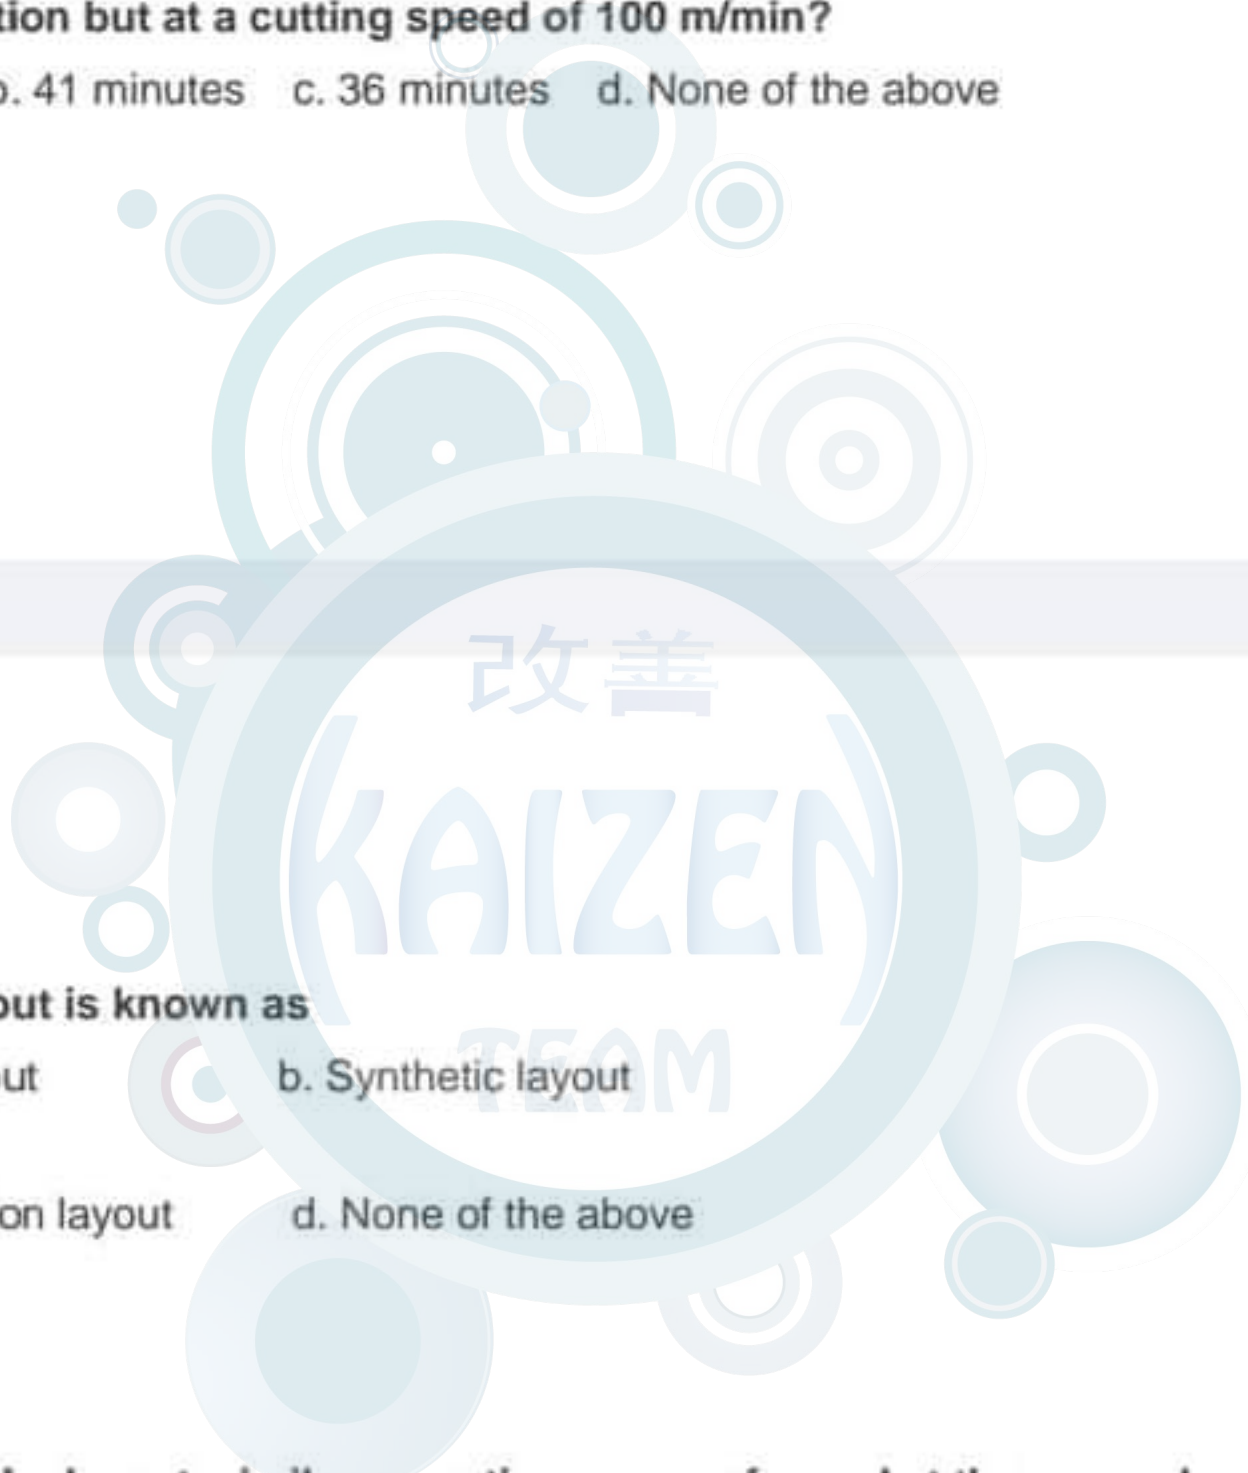 tion but at a cutting speed of 100 m/min?
b. 41 minutes c. 36 minutes d. None of the above
改善
KAIZEN
out is known as
TEAM
ut b. Synthetic layout
on layout d. None of the above